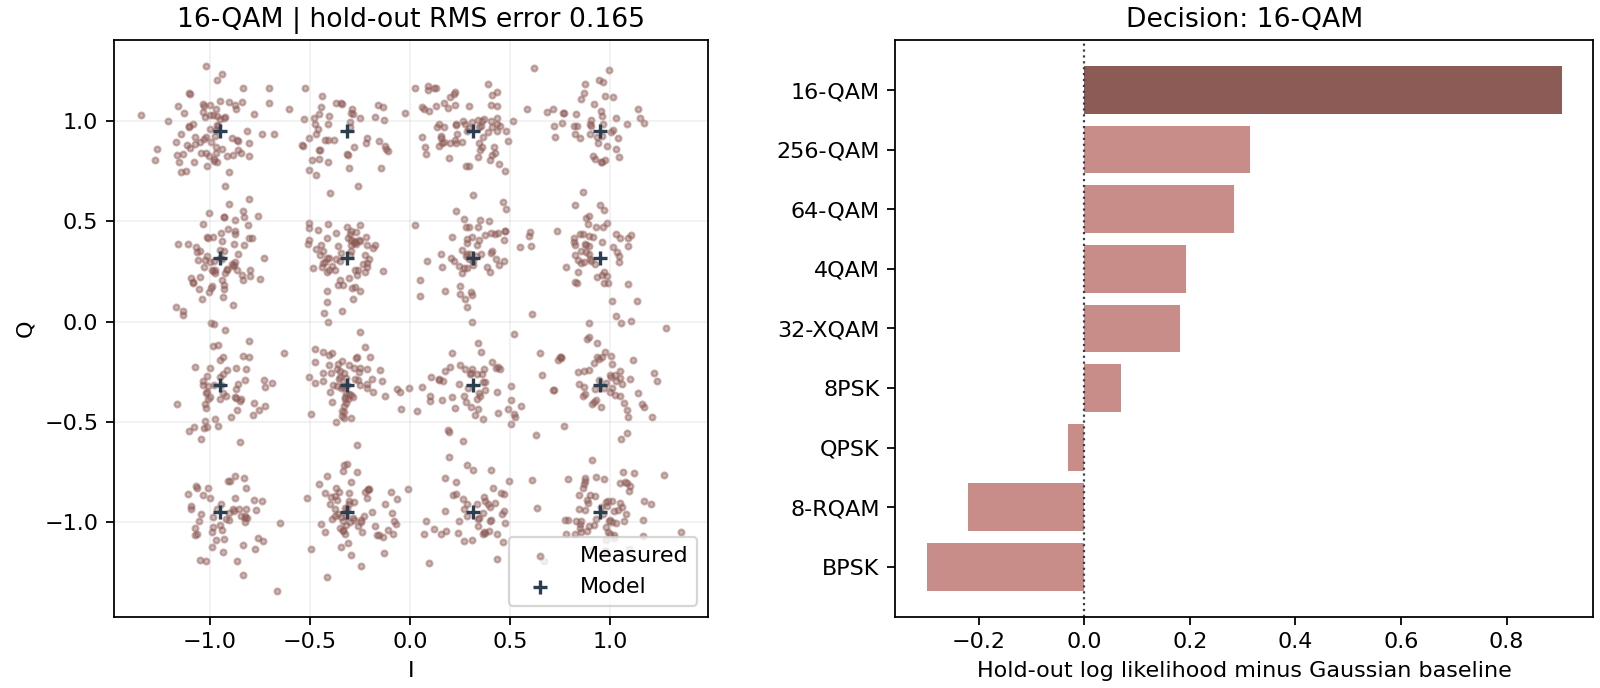 16-QAM | hold-out RMS error 0.165
1.0
0.5
0.0
−0.5
−1.0
Q
−1.0
−0.5
0.0
0.5
1.0
I
Measured
Model
Decision: 16-QAM
16-QAM
256-QAM
64-QAM
4QAM
32-XQAM
8PSK
QPSK
8-RQAM
BPSK
−0.2
0.0
0.2
0.4
0.6
0.8
Hold-out log likelihood minus Gaussian baseline